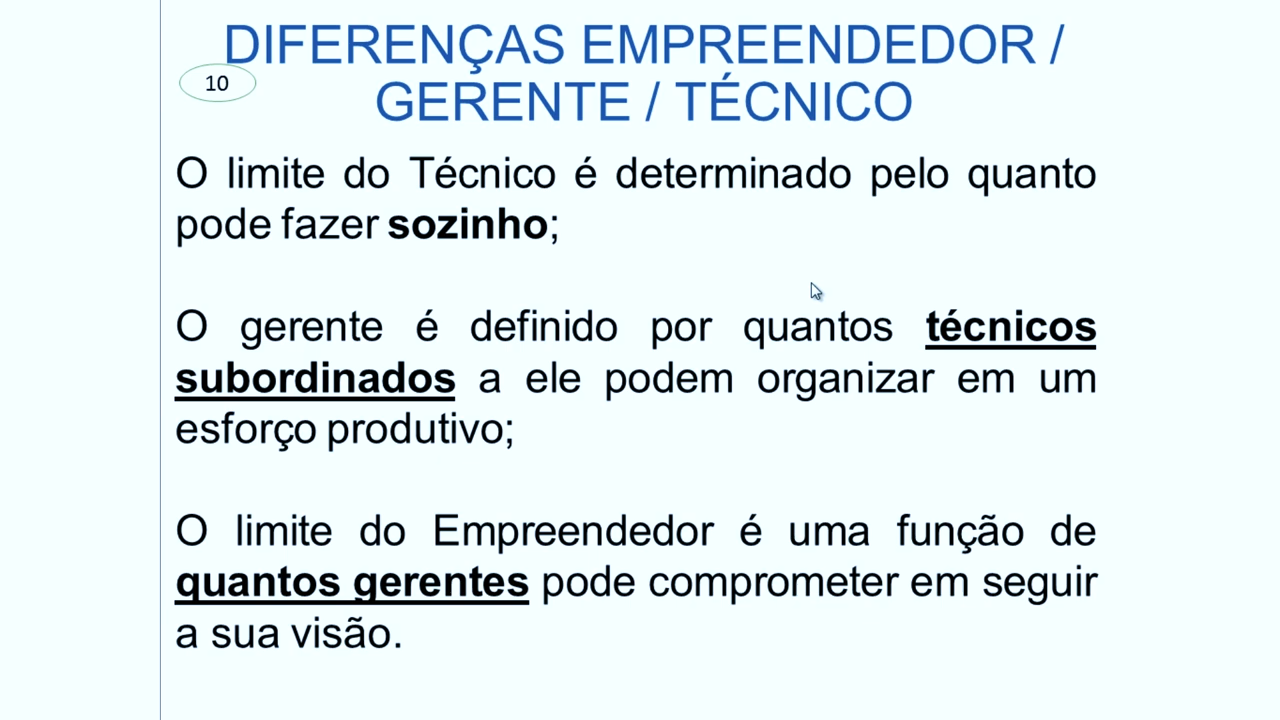 DIFERENÇAS EMPREENDEDOR /
10
GERENTE / TÉCNICO
O limite do Técnico é determinado pelo quanto
pode fazer sozinho;
O gerente é definido por quantos técnicos
subordinados a ele podem organizar em um
esforço produtivo;
O limite do Empreendedor é uma função de
quantos gerentes pode comprometer em seguir
a sua visão.